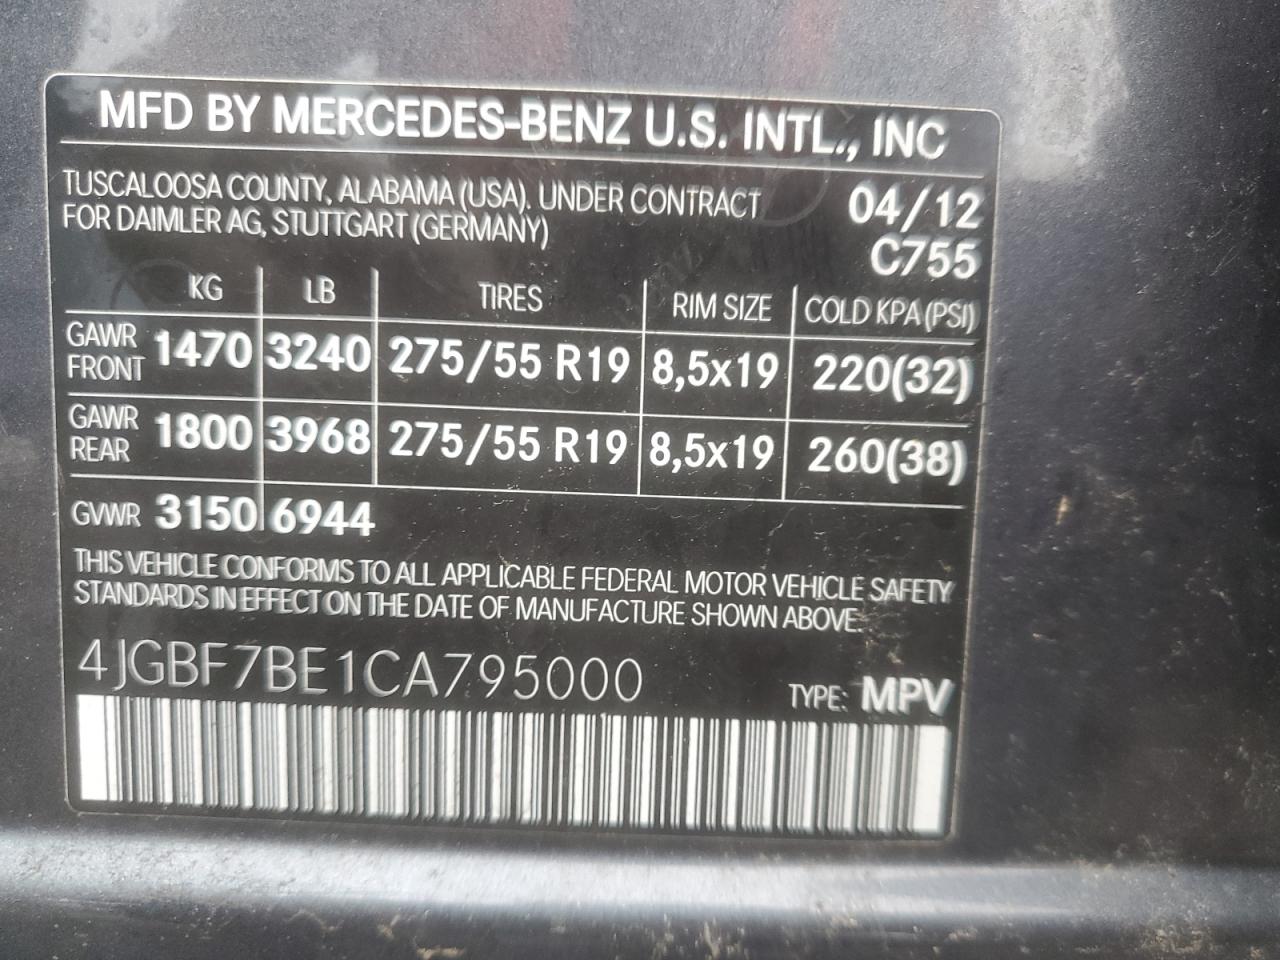 MFD BY MERCEDES-BENZ U.S. INTL., INC
TUSCALOOSA COUNTY, ALABAMA (USA). UNDER CONTRACT 04/12
FOR DAIMLER AG, STUTTGART (GERMANY) C755
KG LB TIRES RIM SIZE COLD KPA (PSI)
GAWR FRONT 1470 3240 275/55 R19 8,5x19 220(32)
GAWR REAR 1800 3968 275/55 R19 8,5x19 260(38)
GVWR 3150 6944
THIS VEHICLE CONFORMS TO ALL APPLICABLE FEDERAL MOTOR VEHICLE SAFETY
STANDARDS IN EFFECT ON THE DATE OF MANUFACTURE SHOWN ABOVE.
4JGBF7BE1CA795000 TYPE: MPV